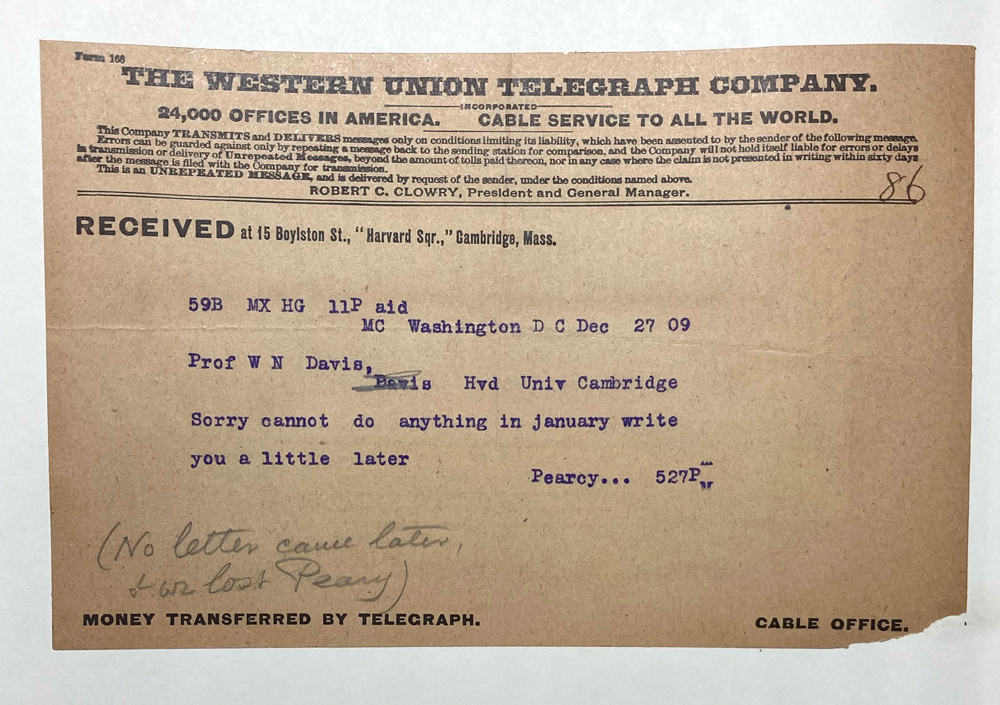 Form 168
THE WESTERN UNION TELEGRAPH COMPANY.
INCORPORATED
24,000 OFFICES IN AMERICA. CABLE SERVICE TO ALL THE WORLD.
This Company TRANSMITS and DELIVERS messages only on conditions limiting its liability, which have been assented to by the sender of the following message.
Errors can be guarded against only by repeating a message back to the sending station for comparison, and the Company will not hold itself liable for errors or delays
in transmission or delivery of Unrepeated Messages, beyond the amount of tolls paid thereon, nor in any case where the claim is not presented in writing within sixty days
after the message is filed with the Company for transmission.
This is an UNREPEATED MESSAGE, and is delivered by request of the sender, under the conditions named above.
ROBERT C. CLOWRY, President and General Manager.
86
RECEIVED at 15 Boylston St., "Harvard Sqr.," Cambridge, Mass.
59B MX HG 11P aid
MC Washington D C Dec 27 09
Prof W N Davis,
Davis Hvd Univ Cambridge
Sorry cannot do anything in january write
you a little later
Pearcy... 527PM
(No letter came later,
& we lost Peary)
MONEY TRANSFERRED BY TELEGRAPH. CABLE OFFICE.